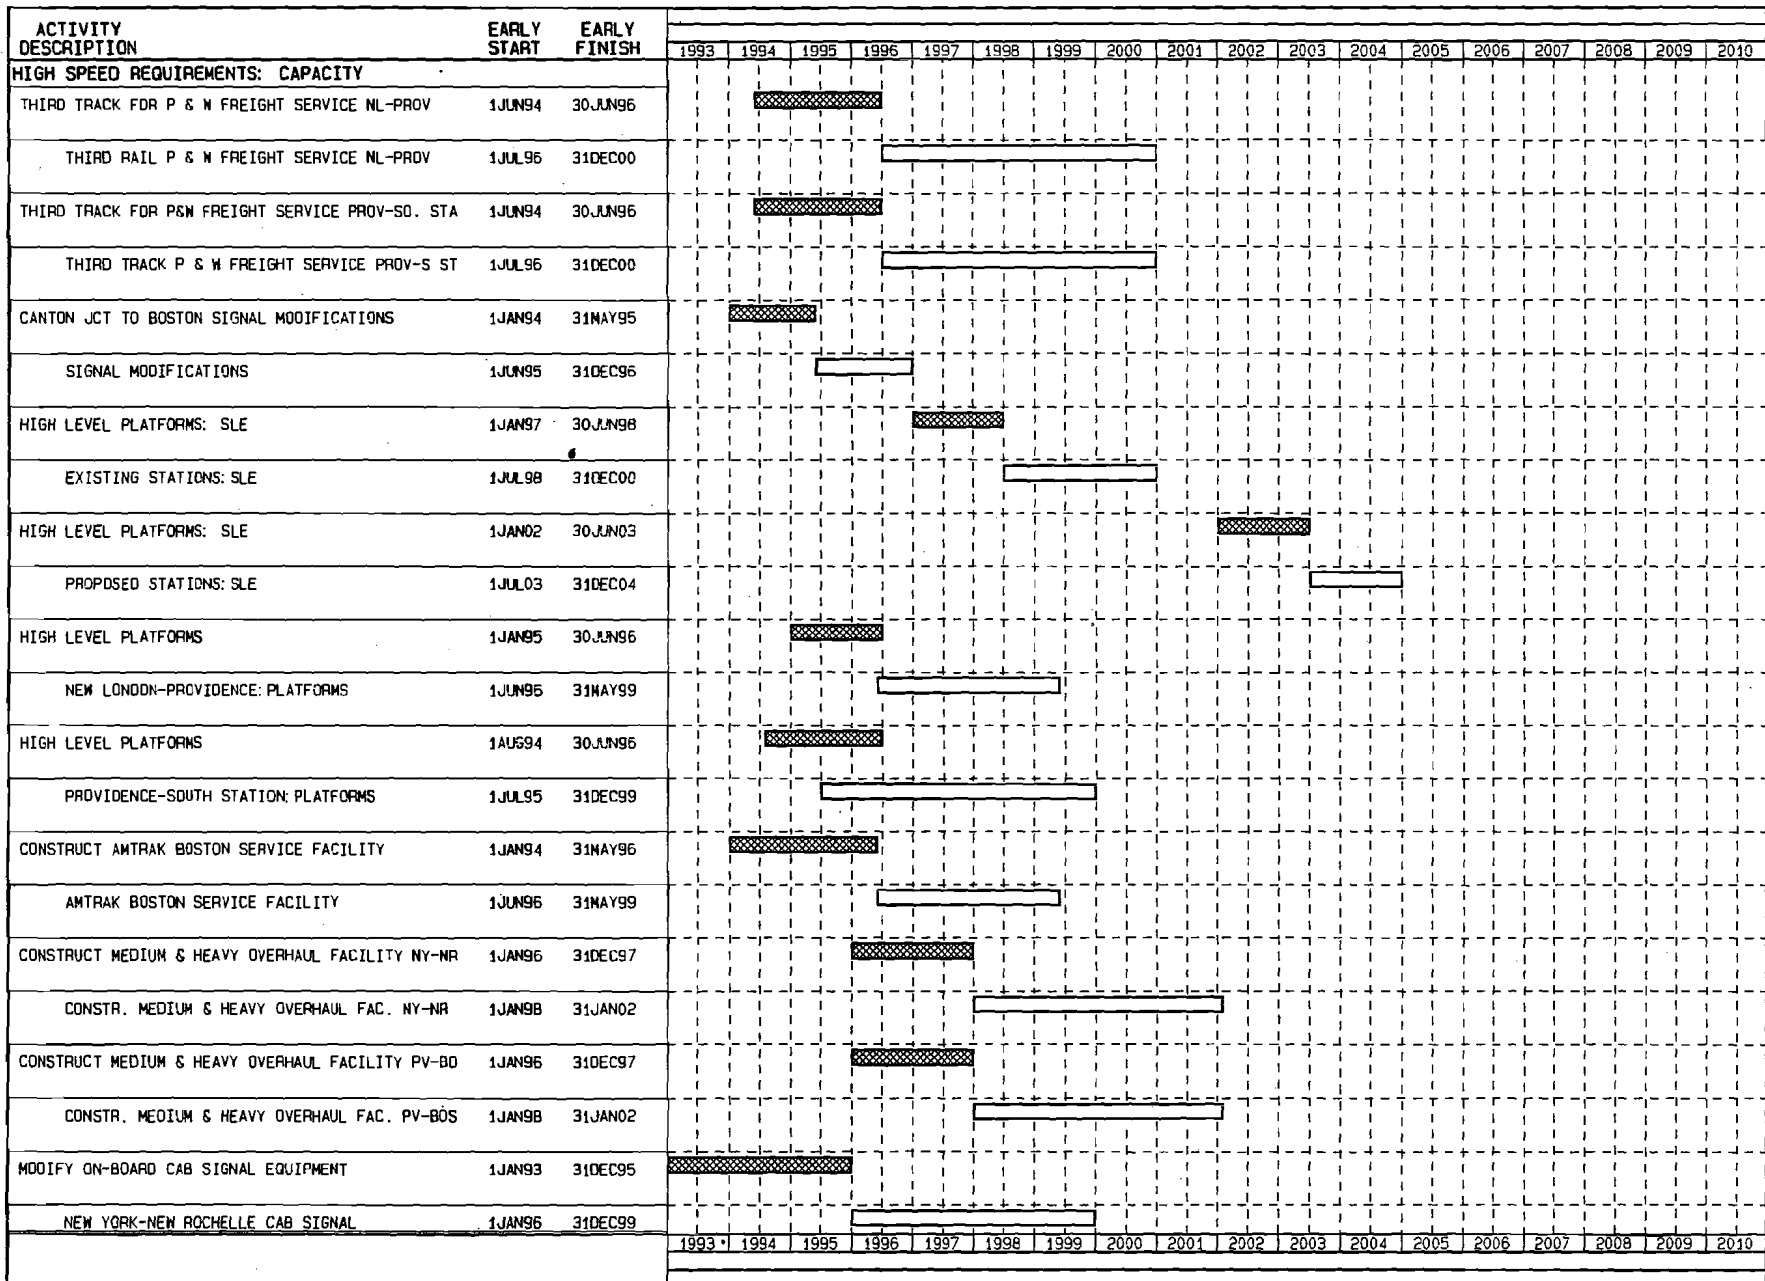 ACTIVITY EARLY EARLY
DESCRIPTION START FINISH 1993 1994 1995 1996 1997 1998 1999 2000 2001 2002 2003 2004 2005 2006 2007 2008 2009 2010
HIGH SPEED REQUIREMENTS: CAPACITY
THIRD TRACK FOR P & W FREIGHT SERVICE NL-PROV 1JUN94 30JUN96
THIRD RAIL P & W FREIGHT SERVICE NL-PROV 1JUL96 31DEC00
THIRD TRACK FOR P&W FREIGHT SERVICE PROV-SO. STA 1JUN94 30JUN96
THIRD TRACK P & W FREIGHT SERVICE PROV-S ST 1JUL96 31DEC00
CANTON JCT TO BOSTON SIGNAL MODIFICATIONS 1JAN94 31MAY95
SIGNAL MODIFICATIONS 1JUN95 31DEC96
HIGH LEVEL PLATFORMS: SLE 1JAN97 30JUN98
EXISTING STATIONS: SLE 1JUL98 31DEC00
HIGH LEVEL PLATFORMS: SLE 1JAN02 30JUN03
PROPOSED STATIONS: SLE 1JUL03 31DEC04
HIGH LEVEL PLATFORMS 1JAN95 30JUN96
NEW LONDON-PROVIDENCE: PLATFORMS 1JUN96 31MAY99
HIGH LEVEL PLATFORMS 1AUG94 30JUN96
PROVIDENCE-SOUTH STATION: PLATFORMS 1JUL95 31DEC99
CONSTRUCT AMTRAK BOSTON SERVICE FACILITY 1JAN94 31MAY96
AMTRAK BOSTON SERVICE FACILITY 1JUN96 31MAY99
CONSTRUCT MEDIUM & HEAVY OVERHAUL FACILITY NY-NR 1JAN96 31DEC97
CONSTR. MEDIUM & HEAVY OVERHAUL FAC. NY-NR 1JAN98 31JAN02
CONSTRUCT MEDIUM & HEAVY OVERHAUL FACILITY PV-BO 1JAN96 31DEC97
CONSTR. MEDIUM & HEAVY OVERHAUL FAC. PV-BOS 1JAN98 31JAN02
MODIFY ON-BOARD CAB SIGNAL EQUIPMENT 1JAN93 31DEC95
NEW YORK-NEW ROCHELLE CAB SIGNAL 1JAN96 31DEC99
1993 1994 1995 1996 1997 1998 1999 2000 2001 2002 2003 2004 2005 2006 2007 2008 2009 2010